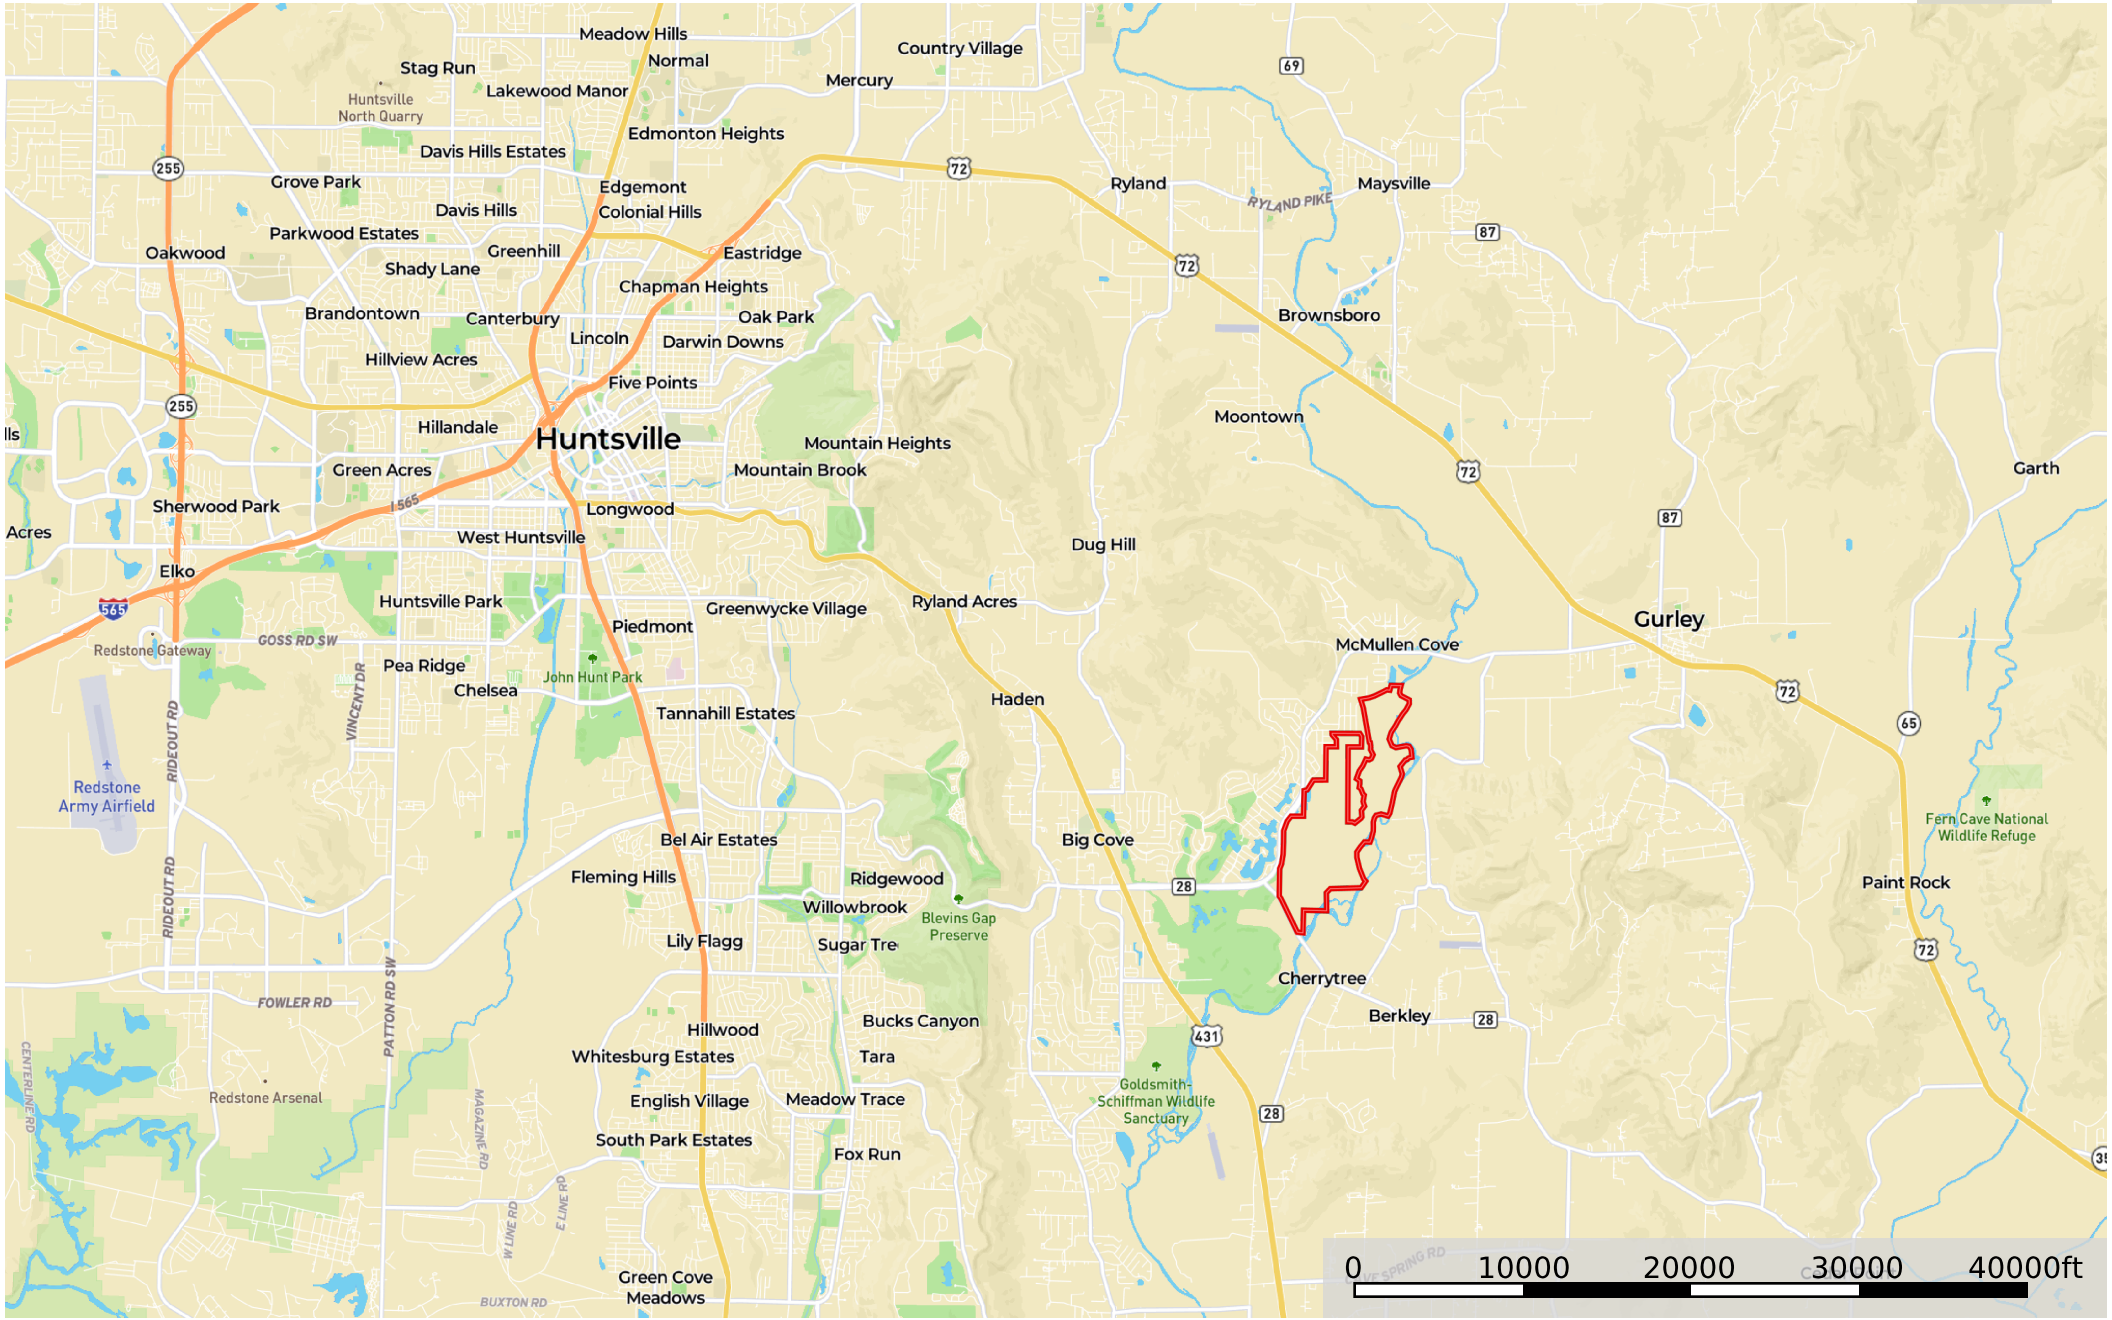 Meadow Hills
Country Village
Normal
Stag Run
69
Mercury
Lakewood Manor
Huntsville
North Quarry
Edmonton Heights
Davis Hills Estates
255
72
Grove Park
Edgemont
Ryland
Maysville
RYLAND PIKE
Davis Hills
Colonial Hills
Parkwood Estates
87
Oakwood
Greenhill
Eastridge
Shady Lane
72
Chapman Heights
Brandontown
Canterbury
Oak Park
Brownsboro
Lincoln
Darwin Downs
Hillview Acres
Five Points
255
Moontown
Hillandale
lls
Huntsville
Mountain Heights
Green Acres
Mountain Brook
72
Garth
I 565
Sherwood Park
Longwood
87
Acres
West Huntsville
Dug Hill
Elko
565
Huntsville Park
Greenwycke Village
Ryland Acres
Piedmont
Gurley
GOSS RD SW
Redstone Gateway
McMullen Cove
Pea Ridge
John Hunt Park
Chelsea
72
Haden
VINCENT DR
Tannahill Estates
65
RIDEOUT RD
Redstone
Army Airfield
Fern Cave National
Wildlife Refuge
Bel Air Estates
Big Cove
Fleming Hills
Ridgewood
28
Paint Rock
RIDEOUT RD
Willowbrook
Blevins Gap
Preserve
Lily Flagg
Sugar Tre
72
Cherrytree
PATTON RD SW
FOWLER RD
Berkley
28
Bucks Canyon
Hillwood
431
Whitesburg Estates
Tara
CENTERLINE RD
Redstone Arsenal
Goldsmith-
Schiffman Wildlife
Sanctuary
English Village
Meadow Trace
28
MAGAZINE RD
South Park Estates
Fox Run
35
W LINE RD
E LINE RD
Green Cove
Meadows
BUXTON RD
0 10000 20000 30000 40000ft